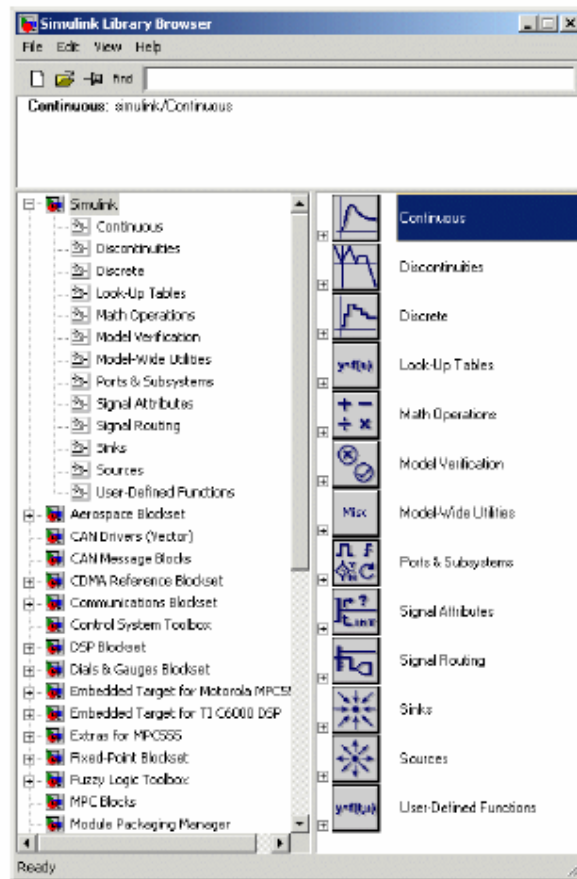 Simulink Library Browser
File Edit View Help
find
Continuous: simulink/Continuous
Simulink
Continuous
Discontinuities
Discrete
Look-Up Tables
Math Operations
Model Verification
Model-Wide Utilities
Ports & Subsystems
Signal Attributes
Signal Routing
Sinks
Sources
User-Defined Functions
Aerospace Blockset
CAN Drivers (Vector)
CAN Message Blocks
CDMA Reference Blockset
Communications Blockset
Control System Toolbox
DSP Blockset
Dials & Gauges Blockset
Embedded Target for Motorola MPC5
Embedded Target for TI C6000 DSP
Extras for MPC555
Fixed-Point Blockset
Fuzzy Logic Toolbox
MPC Blocks
Module Packaging Manager
Continuous
Discontinuities
Discrete
y=f(u)
Look-Up Tables
Math Operations
Model Verification
Misc
Model-Wide Utilities
Ports & Subsystems
Signal Attributes
Signal Routing
Sinks
Sources
y=f(t,u)
User-Defined Functions
Ready